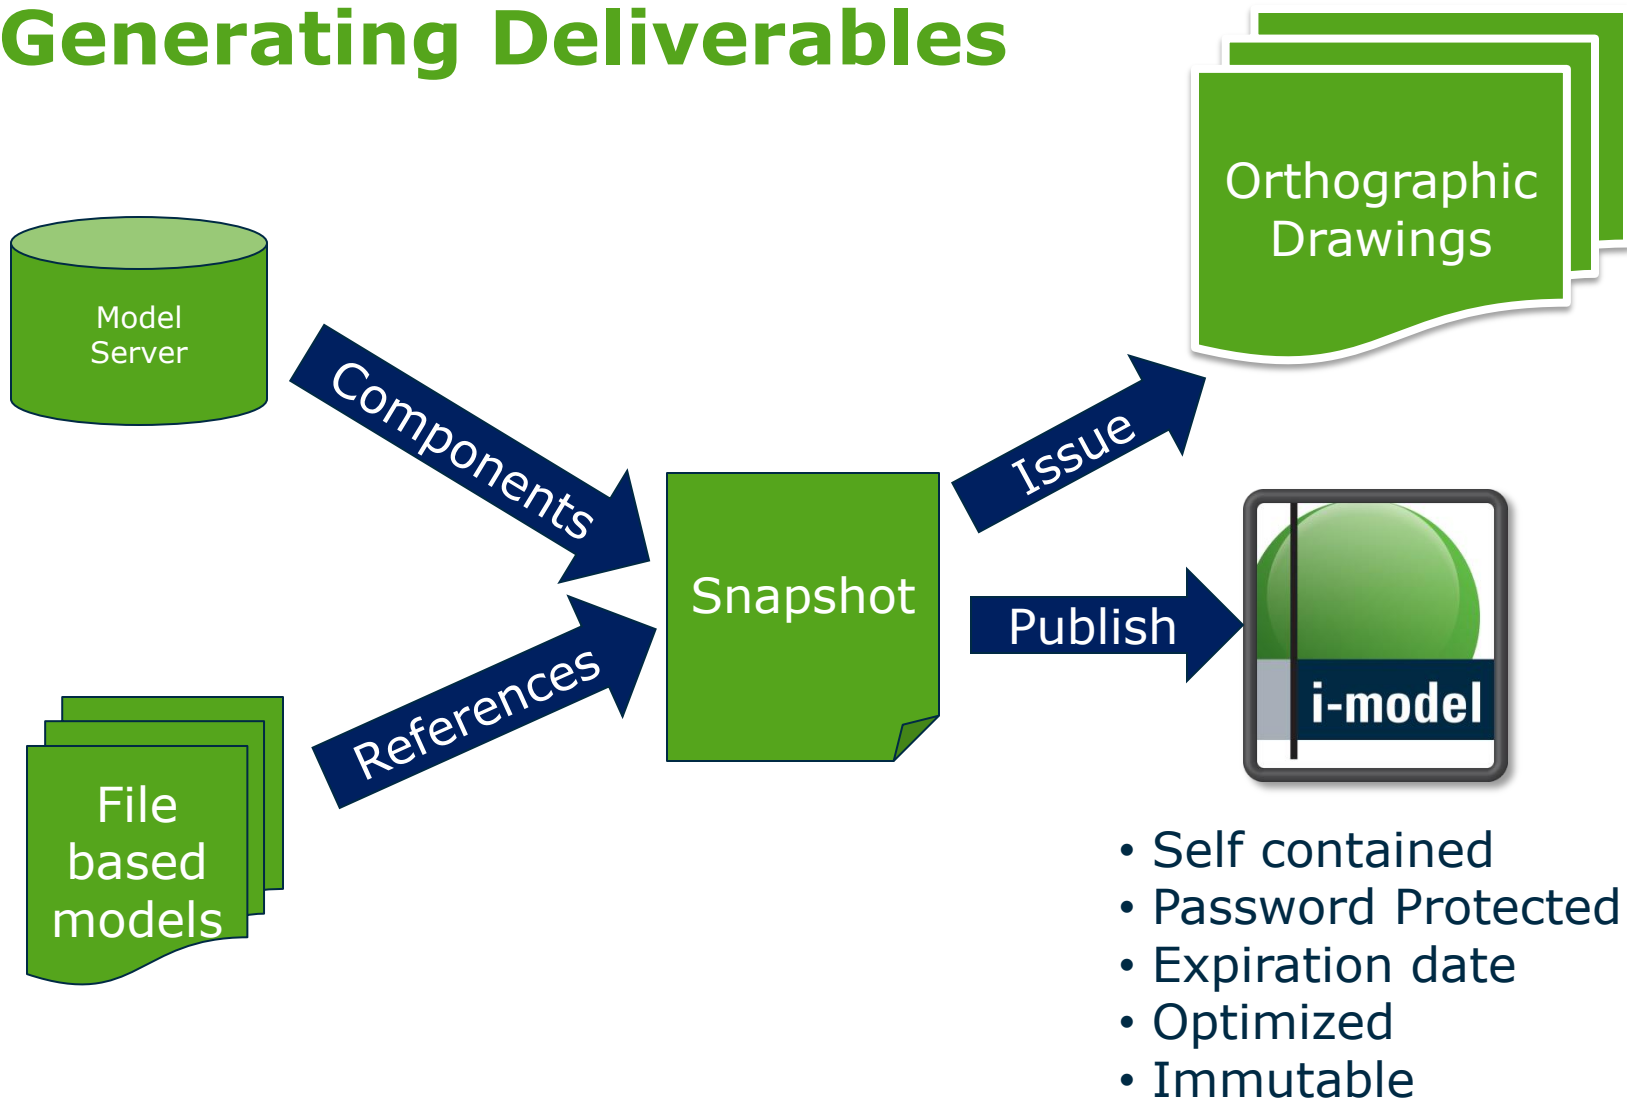 Generating Deliverables
Orthographic
Drawings
Model
Server
Components
Issue
Snapshot
Publish
References
i-model
File
based
models
• Self contained
• Password Protected
• Expiration date
• Optimized
• Immutable